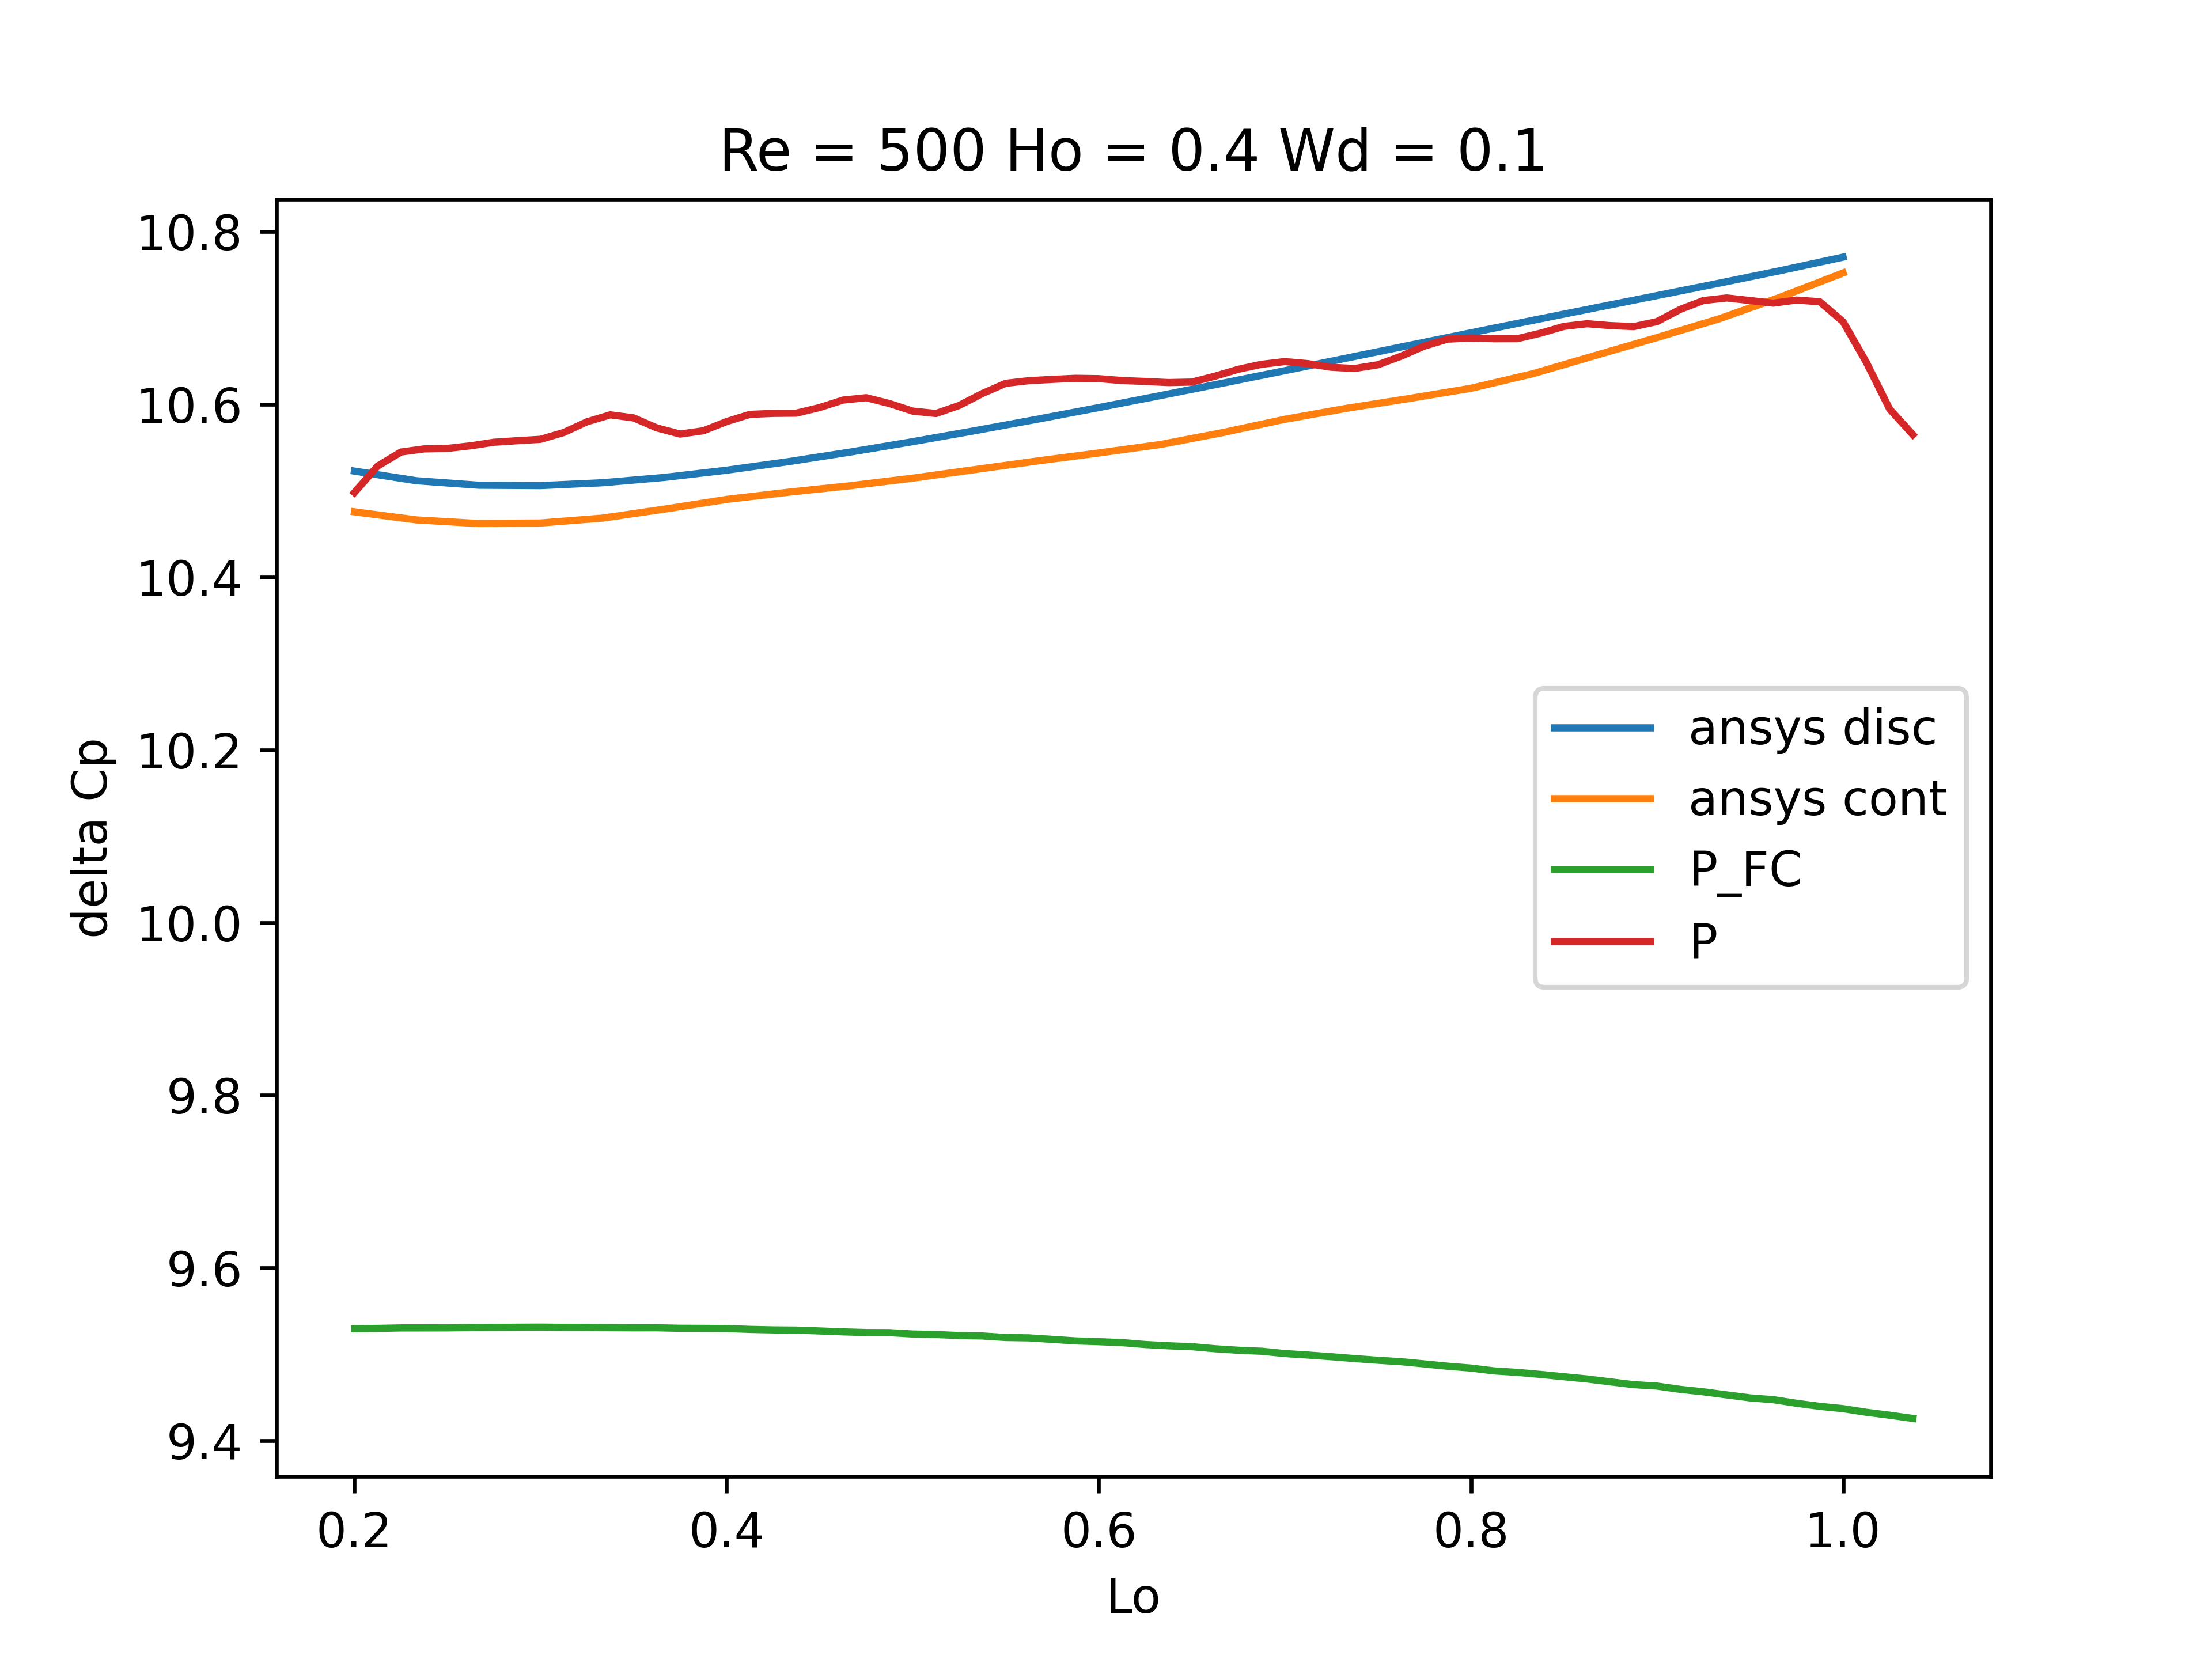 Re = 500 Ho = 0.4 Wd = 0.1
10.8
10.6
10.4
10.2
10.0
9.8
9.6
9.4
delta Cp
ansys disc
ansys cont
P_FC
P
0.2 0.4 0.6 0.8 1.0
Lo